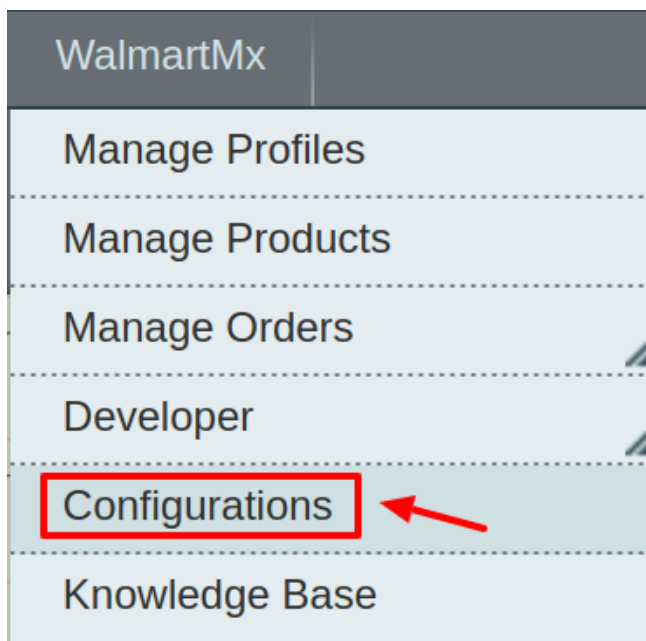 WalmartMx
Manage Profiles
Manage Products
Manage Orders
Developer
Configurations
Knowledge Base